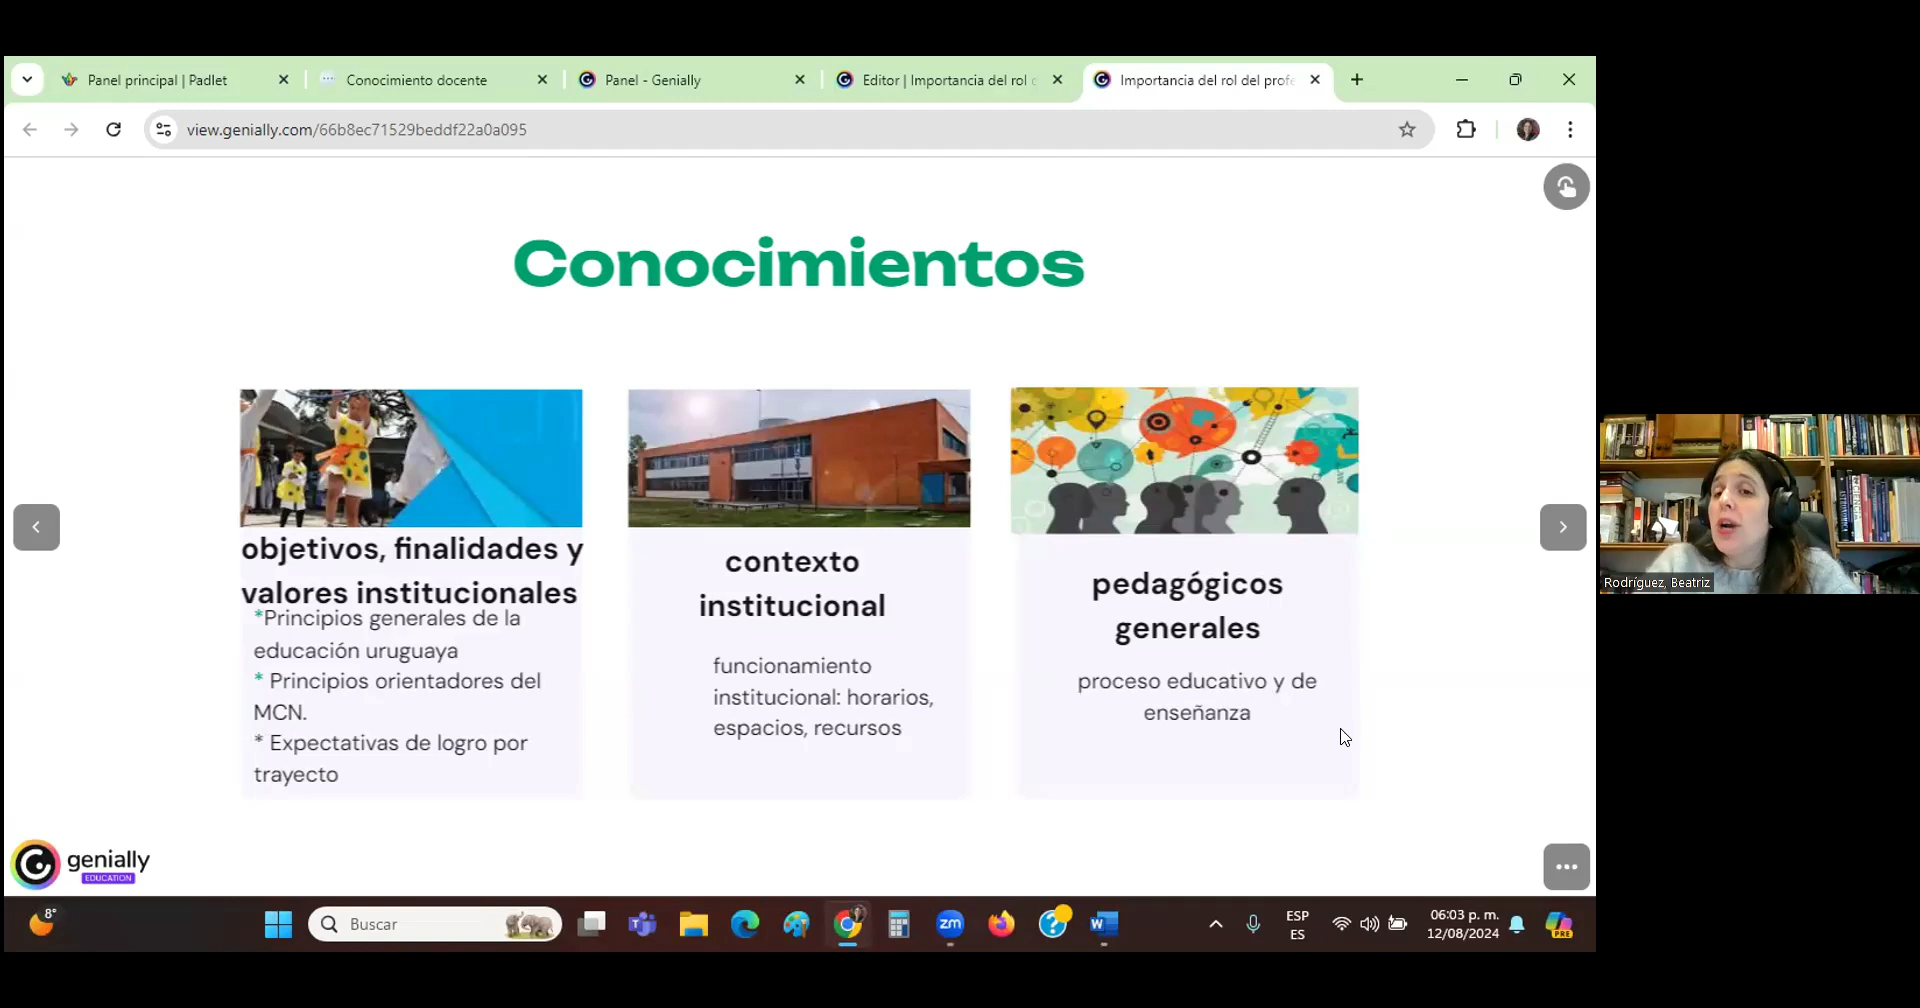 Panel principal | Padlet
Conocimiento docente
Panel - Genially
Editor | Importancia del rol
Importancia del rol del profe
view.genially.com/66b8ec71529beddf22a0a095
Conocimientos
objetivos, finalidades y
valores institucionales
*Principios generales de la
educación uruguaya
* Principios orientadores del
MCN.
* Expectativas de logro por
trayecto
contexto
institucional
funcionamiento
institucional: horarios,
espacios, recursos
pedagógicos
generales
proceso educativo y de
enseñanza
Rodríguez, Beatriz
genially
EDUCATION
8°
Buscar
zm
W
ESP
ES
06:03 p. m.
12/08/2024
PRE